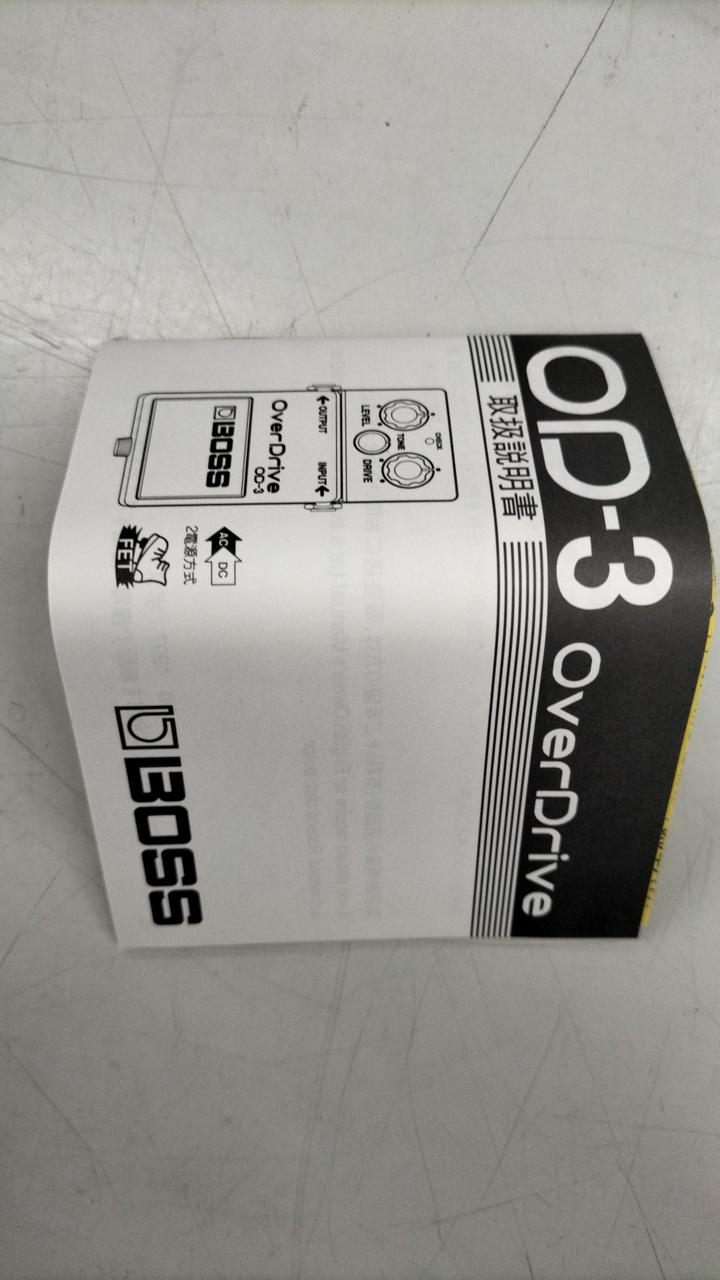 OD-3 OverDrive
取扱説明書
CHECK
LEVEL TONE DRIVE
OUTPUT INPUT
OverDrive
OD-3
BOSS
AC DC
2電源方式
FET
BOSS